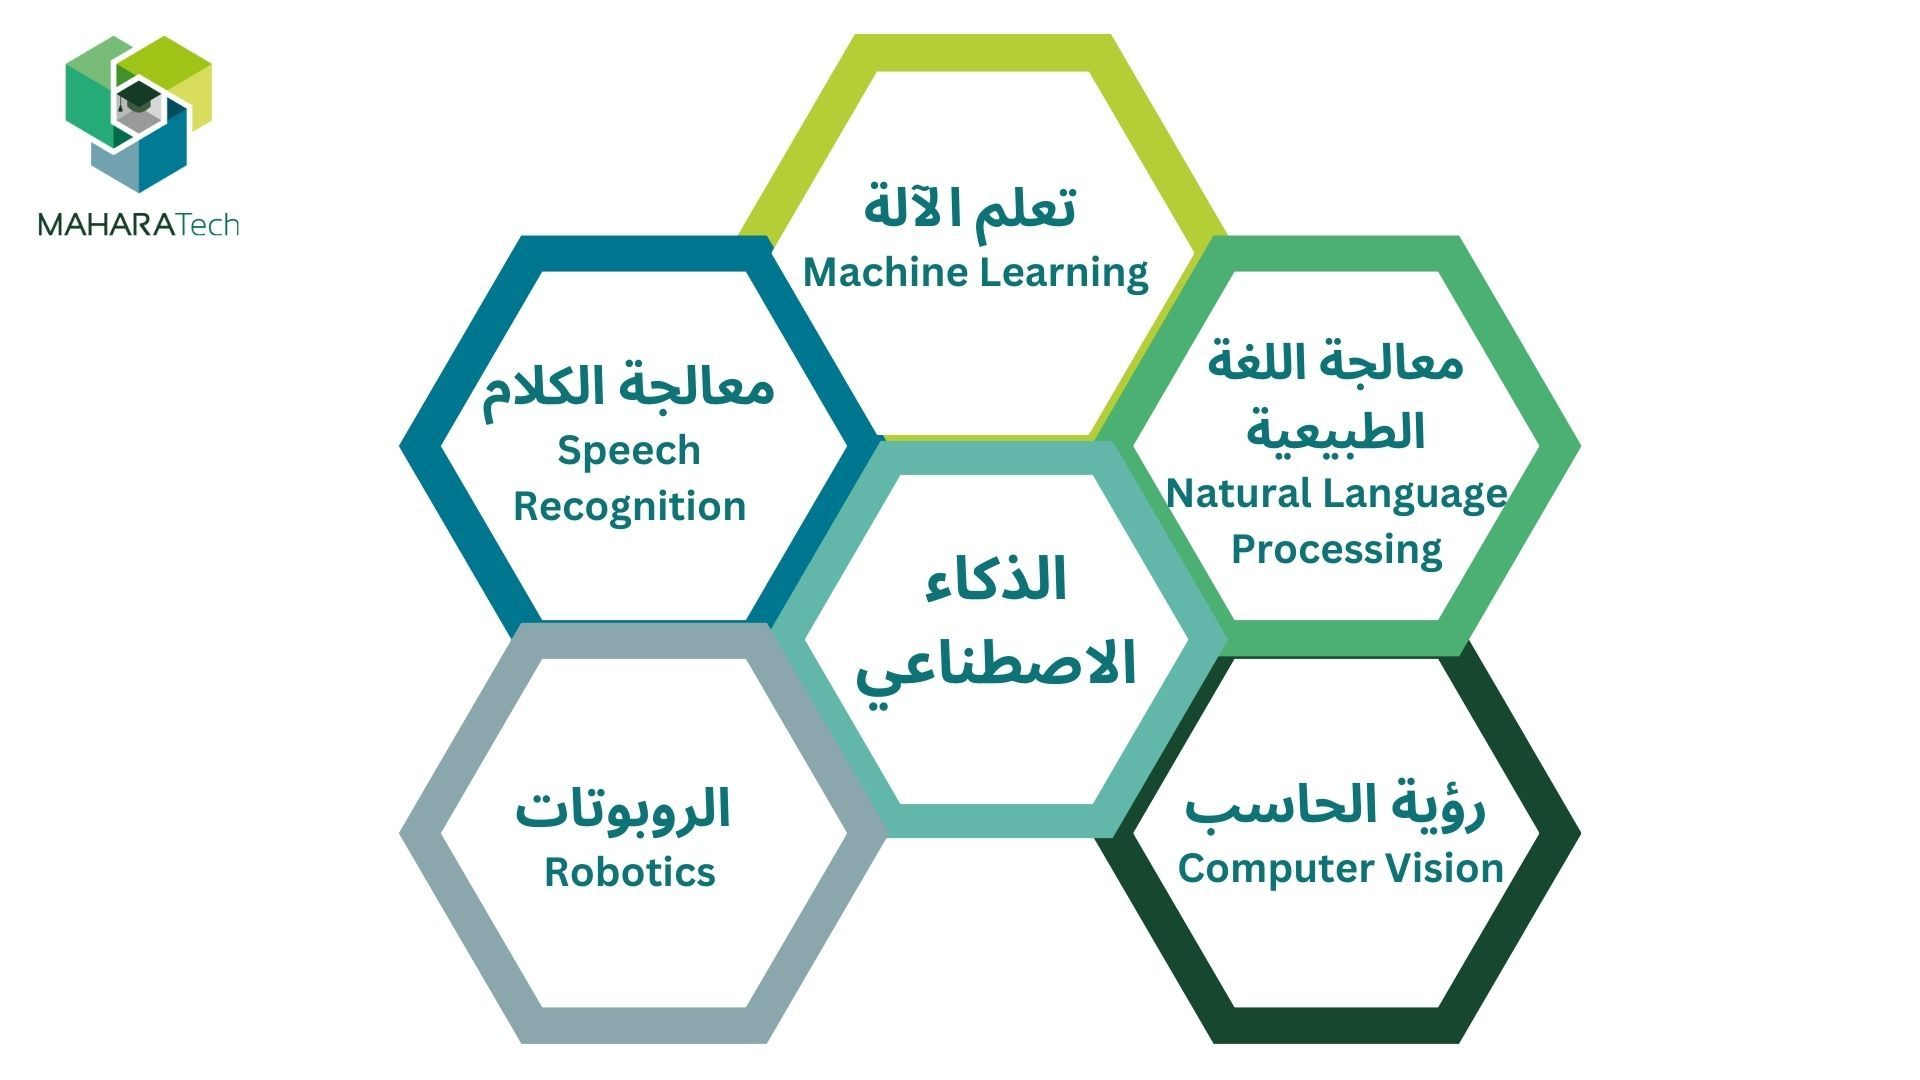 MAHARATech
تعلم الآلة
Machine Learning
معالجة اللغة
الطبيعية
Natural Language
Processing
معالجة الكلام
Speech
Recognition
الذكاء
الاصطناعي
رؤية الحاسب
Computer Vision
الروبوتات
Robotics